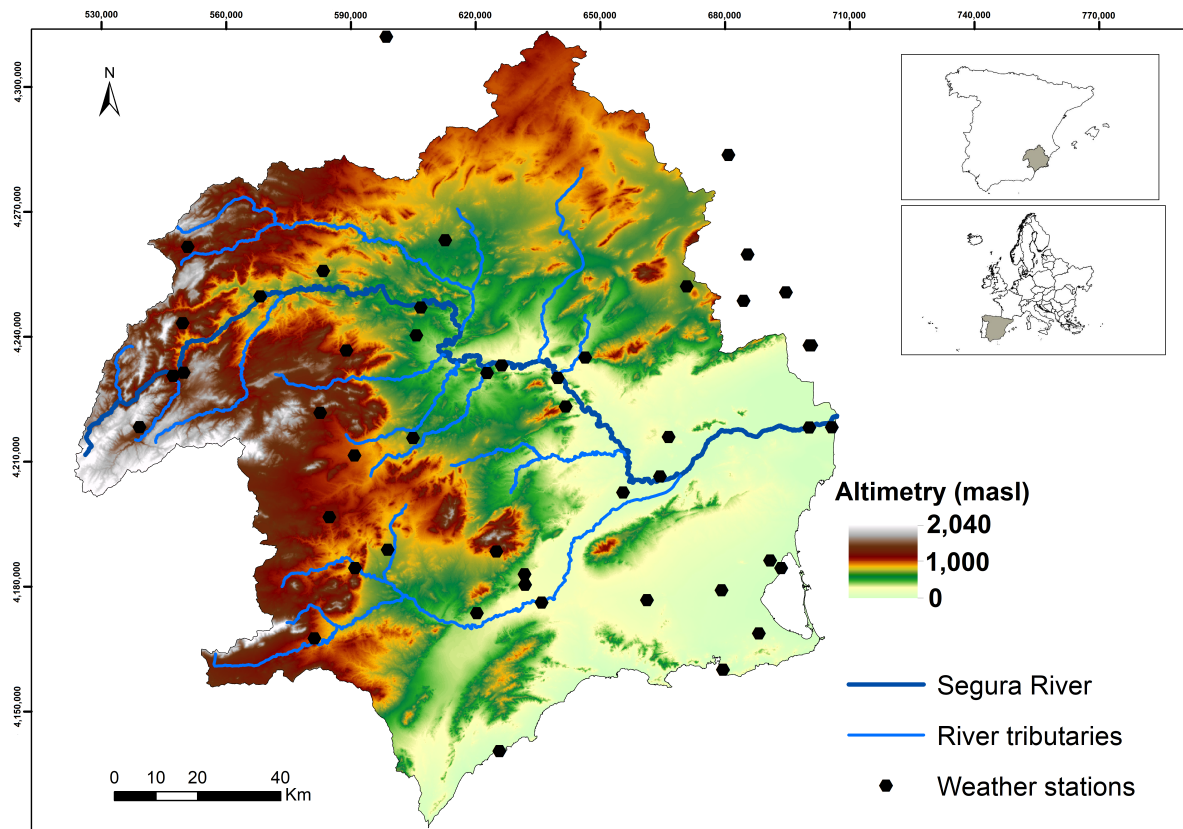 530,000 560,000 590,000 620,000 650,000 680,000 710,000 740,000 770,000
4,300,000
4,270,000
4,240,000
4,210,000
4,180,000
4,150,000
N
Altimetry (masl)
2,040
1,000
0
Segura River
River tributaries
Weather stations
0 10 20 40
Km